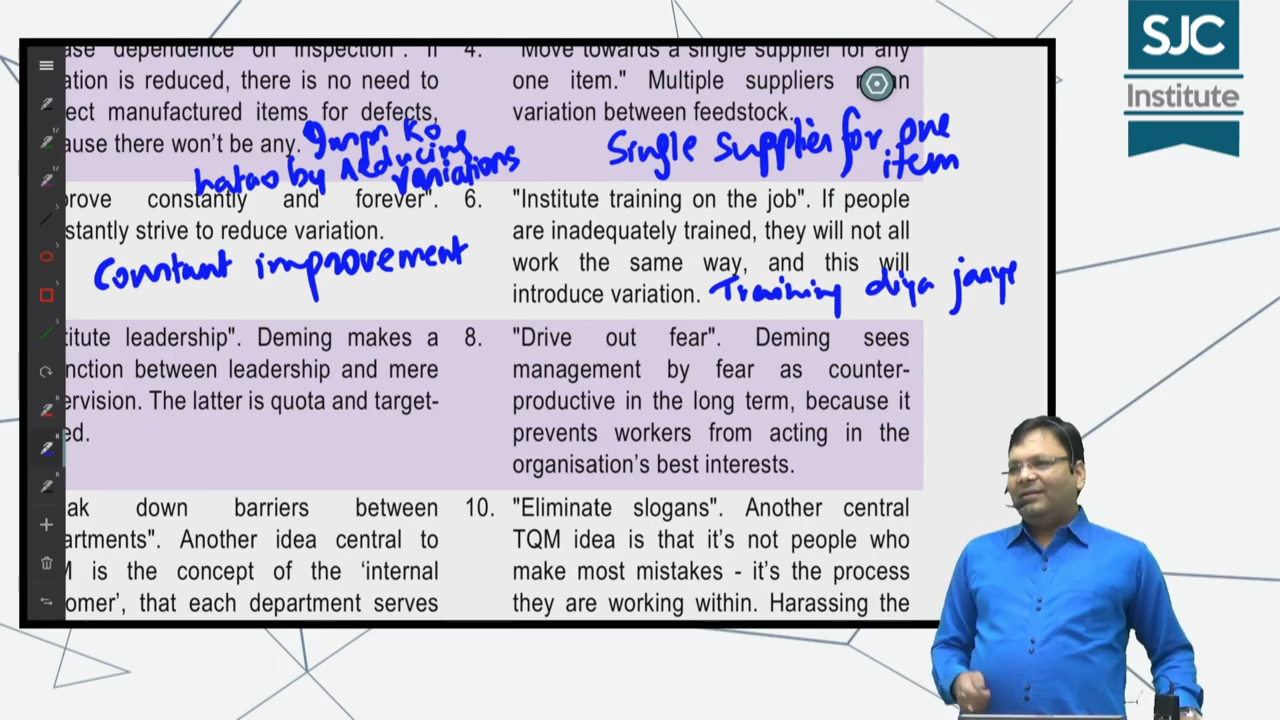 SJC
Institute
ase dependence on inspection". If
ation is reduced, there is no need to
ect manufactured items for defects,
ause there won't be any.
hatao by reducing
variations
4. "Move towards a single supplier for any
one item." Multiple suppliers
variation between feedstock.
Single supplier for one
item
prove constantly and forever".
stantly strive to reduce variation.
Constant improvement
6. "Institute training on the job". If people
are inadequately trained, they will not all
work the same way, and this will
introduce variation. Training diya jaaye
titute leadership". Deming makes a
nction between leadership and mere
ervision. The latter is quota and target-
ed.
8. "Drive out fear". Deming sees
management by fear as counter-
productive in the long term, because it
prevents workers from acting in the
organisation's best interests.
ak down barriers between
artments". Another idea central to
M is the concept of the 'internal
omer', that each department serves
10. "Eliminate slogans". Another central
TQM idea is that it's not people who
make most mistakes - it's the process
they are working within. Harassing the